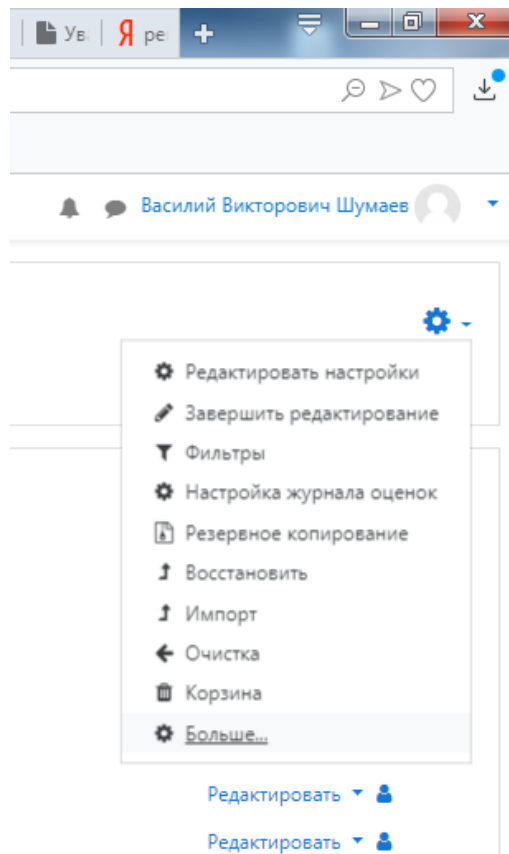 Ув Я ре
Василий Викторович Шумаев
Редактировать настройки
Завершить редактирование
Фильтры
Настройка журнала оценок
Резервное копирование
Восстановить
Импорт
Очистка
Корзина
Больше...
Редактировать
Редактировать